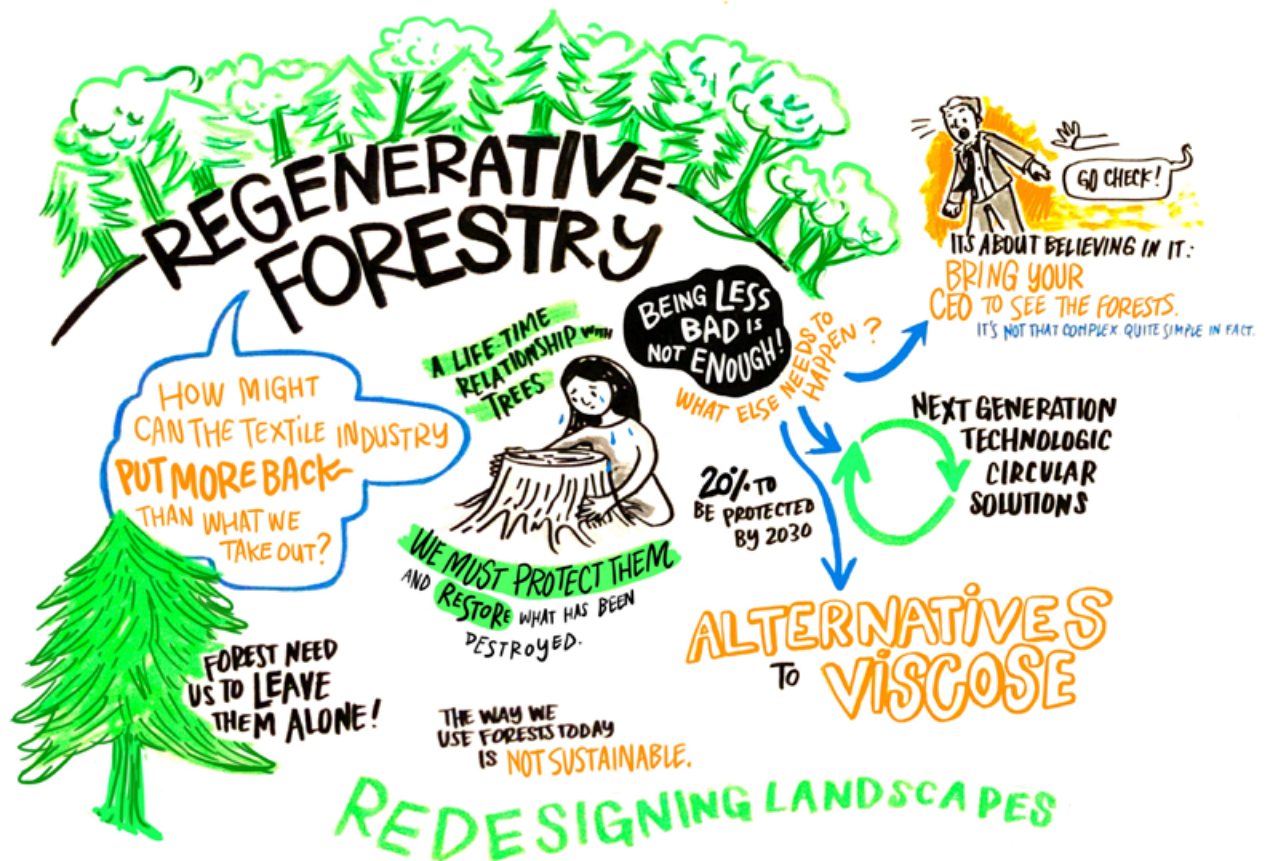 REGENERATIVE
FORESTRY
HOW MIGHT
CAN THE TEXTILE INDUSTRY
PUT MORE BACK
THAN WHAT WE
TAKE OUT?
FOREST NEED
US TO LEAVE
THEM ALONE!
A LIFE-TIME
RELATIONSHIP WITH
TREES
WE MUST PROTECT THEM
AND RESTORE WHAT HAS BEEN
DESTROYED.
THE WAY WE
USE FORESTS TODAY
IS NOT SUSTAINABLE.
BEING LESS
BAD IS
NOT ENOUGH!
WHAT ELSE NEEDS TO
HAPPEN?
GO CHECK!
IT'S ABOUT BELIEVING IN IT:
BRING YOUR
CEO TO SEE THE FORESTS.
IT'S NOT THAT COMPLEX. QUITE SIMPLE IN FACT.
NEXT GENERATION
TECHNOLOGIC
CIRCULAR
SOLUTIONS
20% TO
BE PROTECTED
BY 2030
ALTERNATIVES
TO VISCOSE
REDESIGNING LANDSCAPES